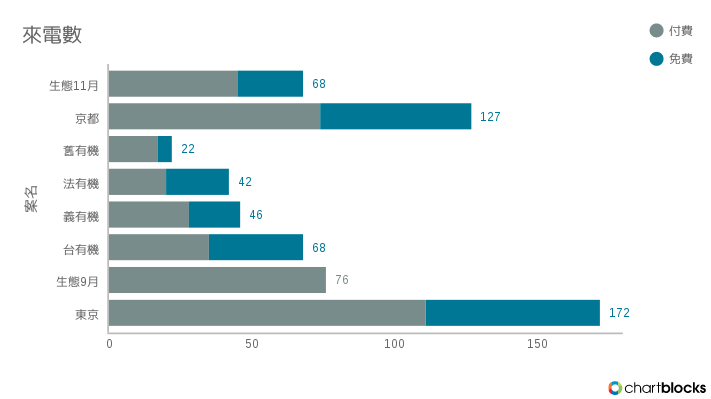 來電數
付費
免費
案名
生態11月 68
京都 127
舊有機 22
法有機 42
義有機 46
台有機 68
生態9月 76
東京 172
0 50 100 150
chartblocks